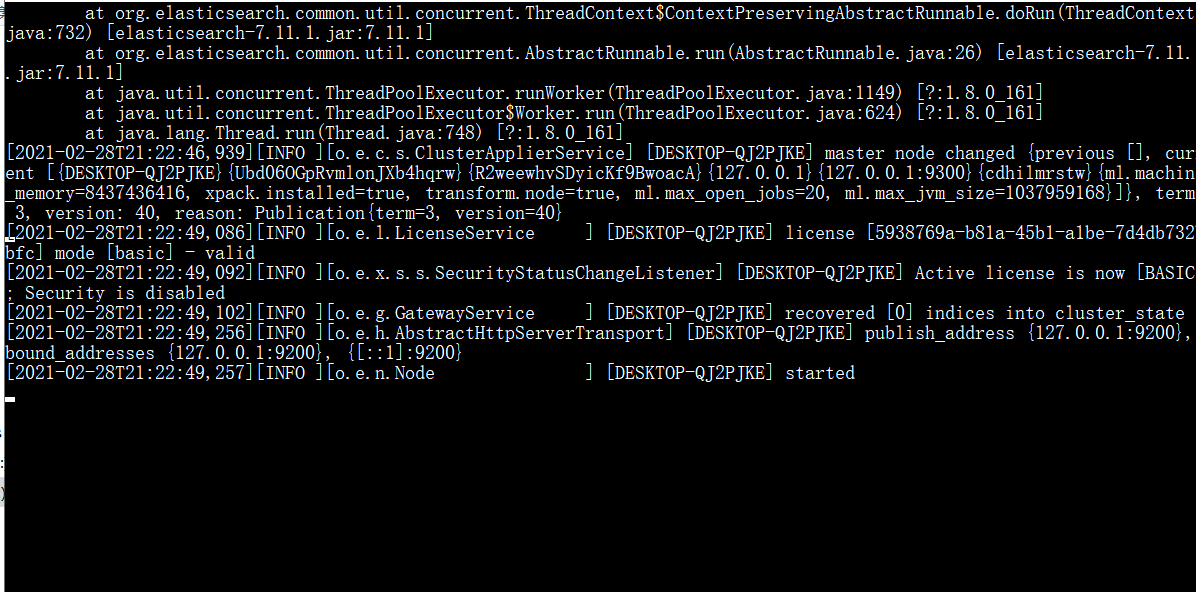 at org.elasticsearch.common.util.concurrent.ThreadContext$ContextPreservingAbstractRunnable.doRun(ThreadContext
java:732) [elasticsearch-7.11.1.jar:7.11.1]
at org.elasticsearch.common.util.concurrent.AbstractRunnable.run(AbstractRunnable.java:26) [elasticsearch-7.11.
.jar:7.11.1]
at java.util.concurrent.ThreadPoolExecutor.runWorker(ThreadPoolExecutor.java:1149) [?:1.8.0_161]
at java.util.concurrent.ThreadPoolExecutor$Worker.run(ThreadPoolExecutor.java:624) [?:1.8.0_161]
at java.lang.Thread.run(Thread.java:748) [?:1.8.0_161]
[2021-02-28T21:22:46,939][INFO ][o.e.c.s.ClusterApplierService] [DESKTOP-QJ2PJKE] master node changed {previous [], cur
ent [{DESKTOP-QJ2PJKE}{Ubd06OGpRvmlonJXb4hqrw}{R2weewhvSDyicKf9BwoacA}{127.0.0.1}{127.0.0.1:9300}{cdhilmrstw}{ml.machin
_memory=8437436416, xpack.installed=true, transform.node=true, ml.max_open_jobs=20, ml.max_jvm_size=1037959168}]}, term
 3, version: 40, reason: Publication{term=3, version=40}
[2021-02-28T21:22:49,086][INFO ][o.e.l.LicenseService     ] [DESKTOP-QJ2PJKE] license [5938769a-b81a-45b1-a1be-7d4db732
bfc] mode [basic] - valid
[2021-02-28T21:22:49,092][INFO ][o.e.x.s.s.SecurityStatusChangeListener] [DESKTOP-QJ2PJKE] Active license is now [BASIC
; Security is disabled
[2021-02-28T21:22:49,102][INFO ][o.e.g.GatewayService     ] [DESKTOP-QJ2PJKE] recovered [0] indices into cluster_state
[2021-02-28T21:22:49,256][INFO ][o.e.h.AbstractHttpServerTransport] [DESKTOP-QJ2PJKE] publish_address {127.0.0.1:9200},
bound_addresses {127.0.0.1:9200}, {[::1]:9200}
[2021-02-28T21:22:49,257][INFO ][o.e.n.Node               ] [DESKTOP-QJ2PJKE] started